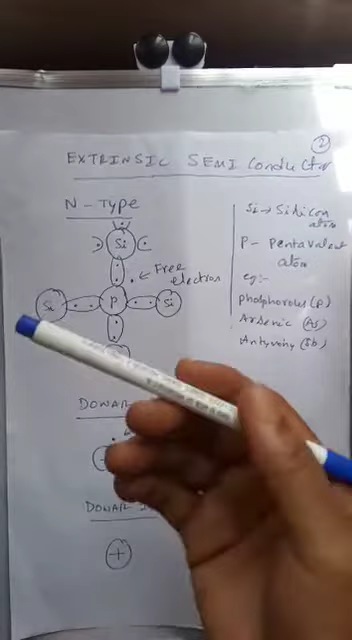 2
EXTRINSIC SEMI Conductor
N-TYPE
Si
Free
electron
Si P Si
Si → Silicon
atom
P - Pentavalent
atom
eg:-
Phosphorous (P)
Arsenic (As)
Antimony (Sb)
DONAR
DONAR
+